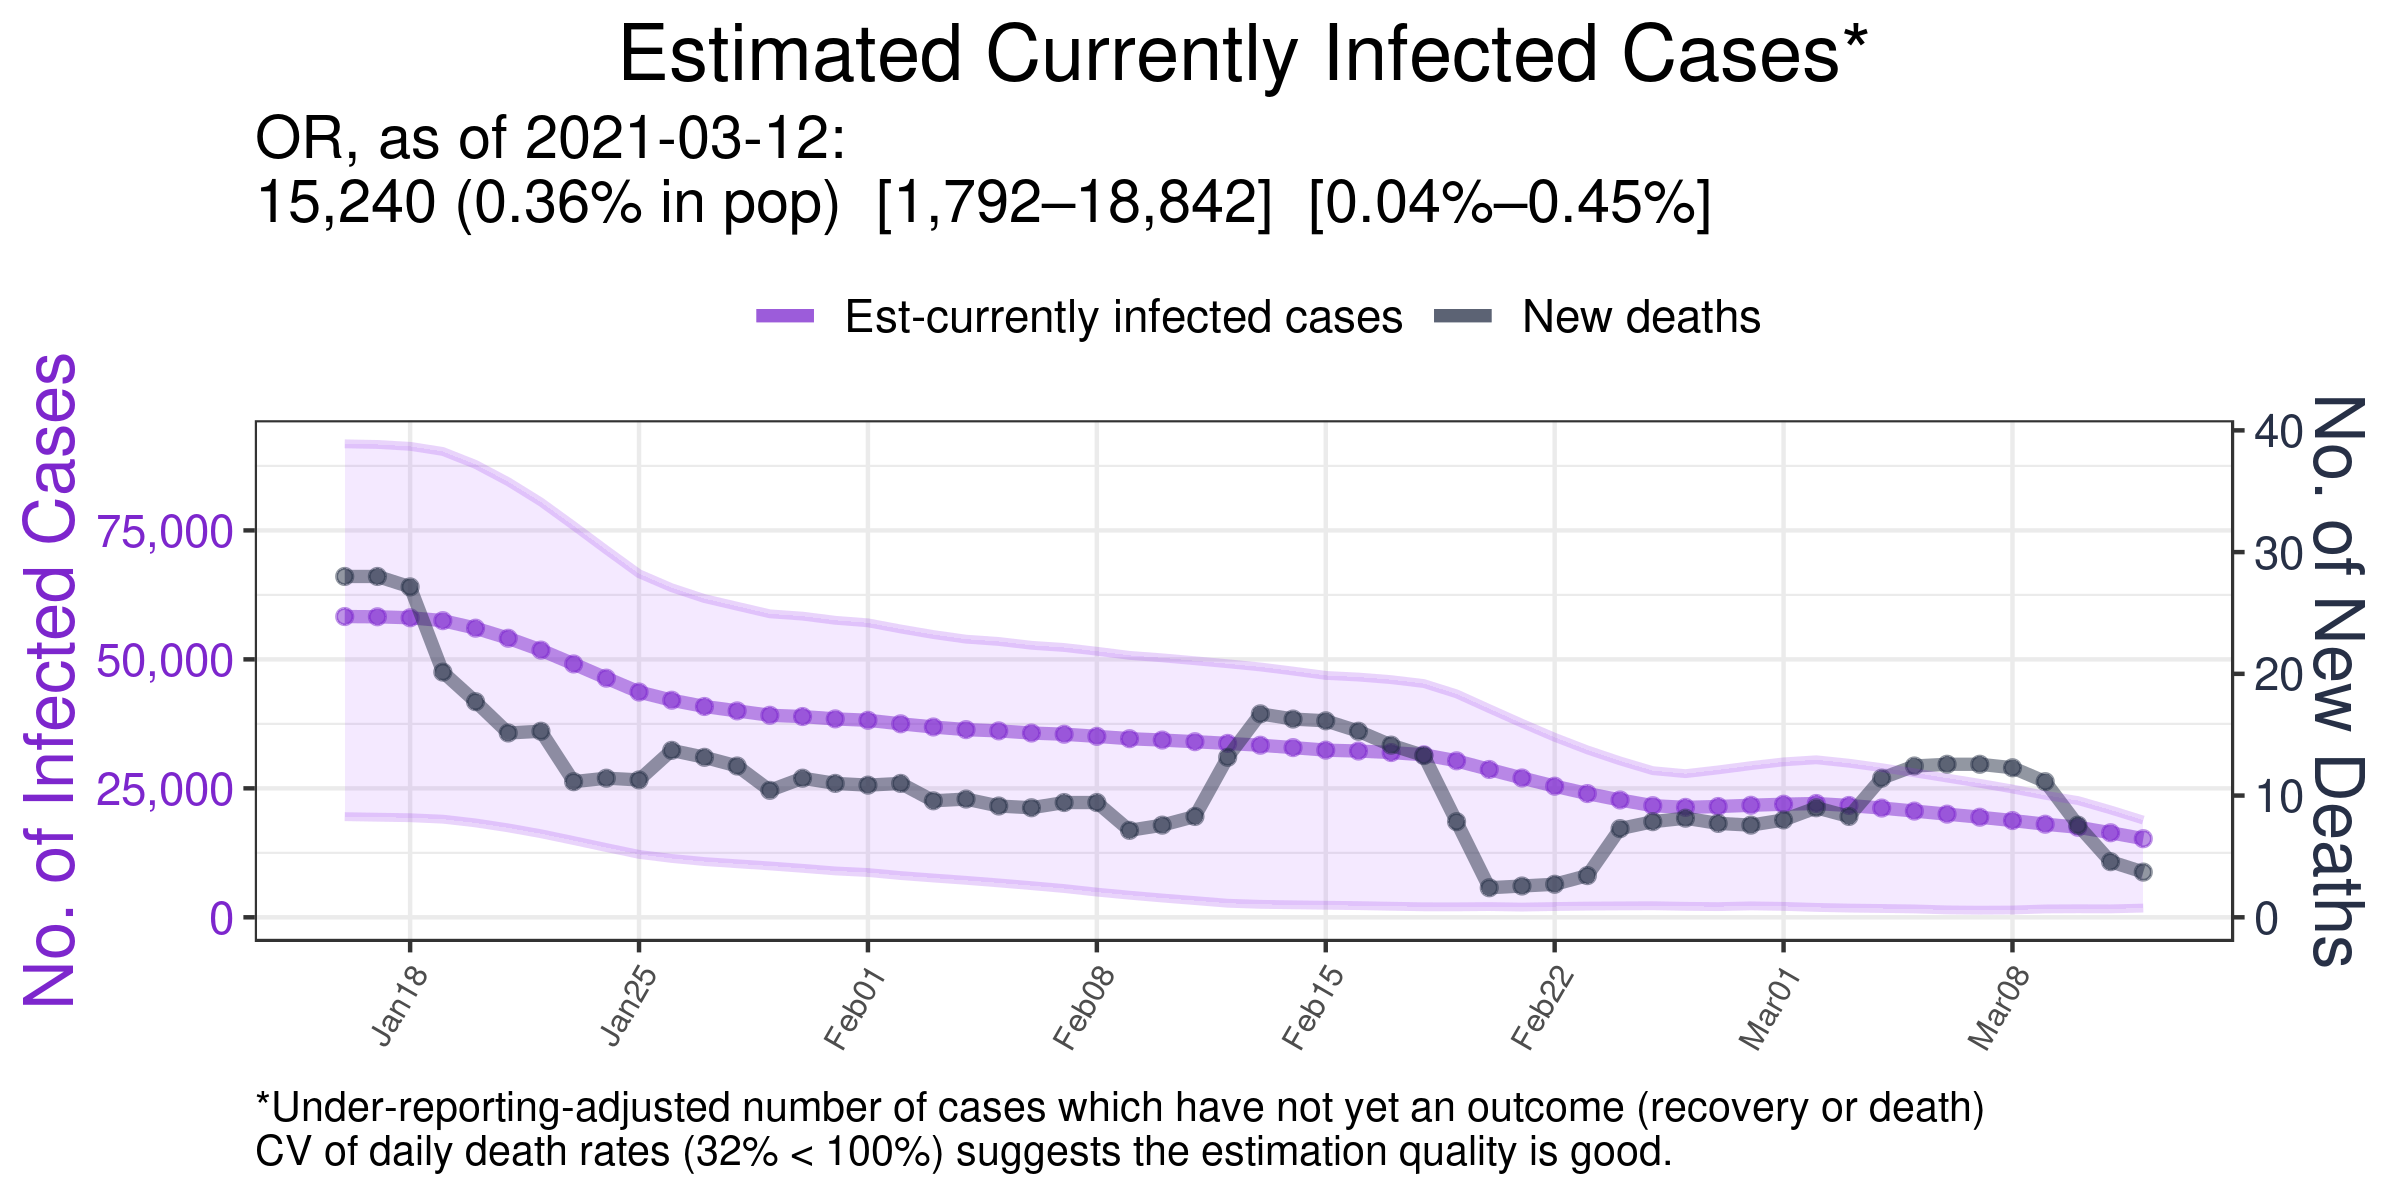 Estimated Currently Infected Cases*
OR, as of 2021-03-12:
15,240 (0.36% in pop)  [1,792–18,842]  [0.04%–0.45%]
Est-currently infected cases
New deaths
No. of Infected Cases
75,000
50,000
25,000
0
40
30
20
10
0
No. of New Deaths
Jan18
Jan25
Feb01
Feb08
Feb15
Feb22
Mar01
Mar08
*Under-reporting-adjusted number of cases which have not yet an outcome (recovery or death)
CV of daily death rates (32% < 100%) suggests the estimation quality is good.